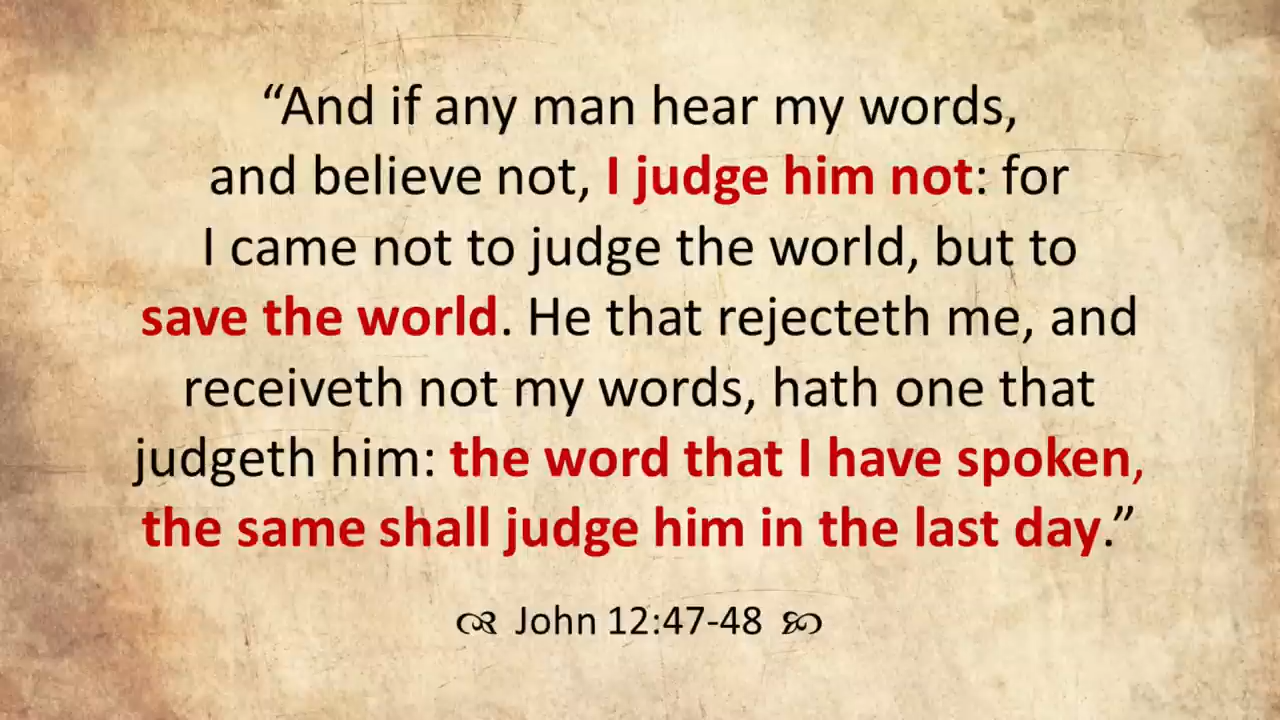 “And if any man hear my words,
and believe not, I judge him not: for
I came not to judge the world, but to
save the world. He that rejecteth me, and
receiveth not my words, hath one that
judgeth him: the word that I have spoken,
the same shall judge him in the last day.”
John 12:47-48